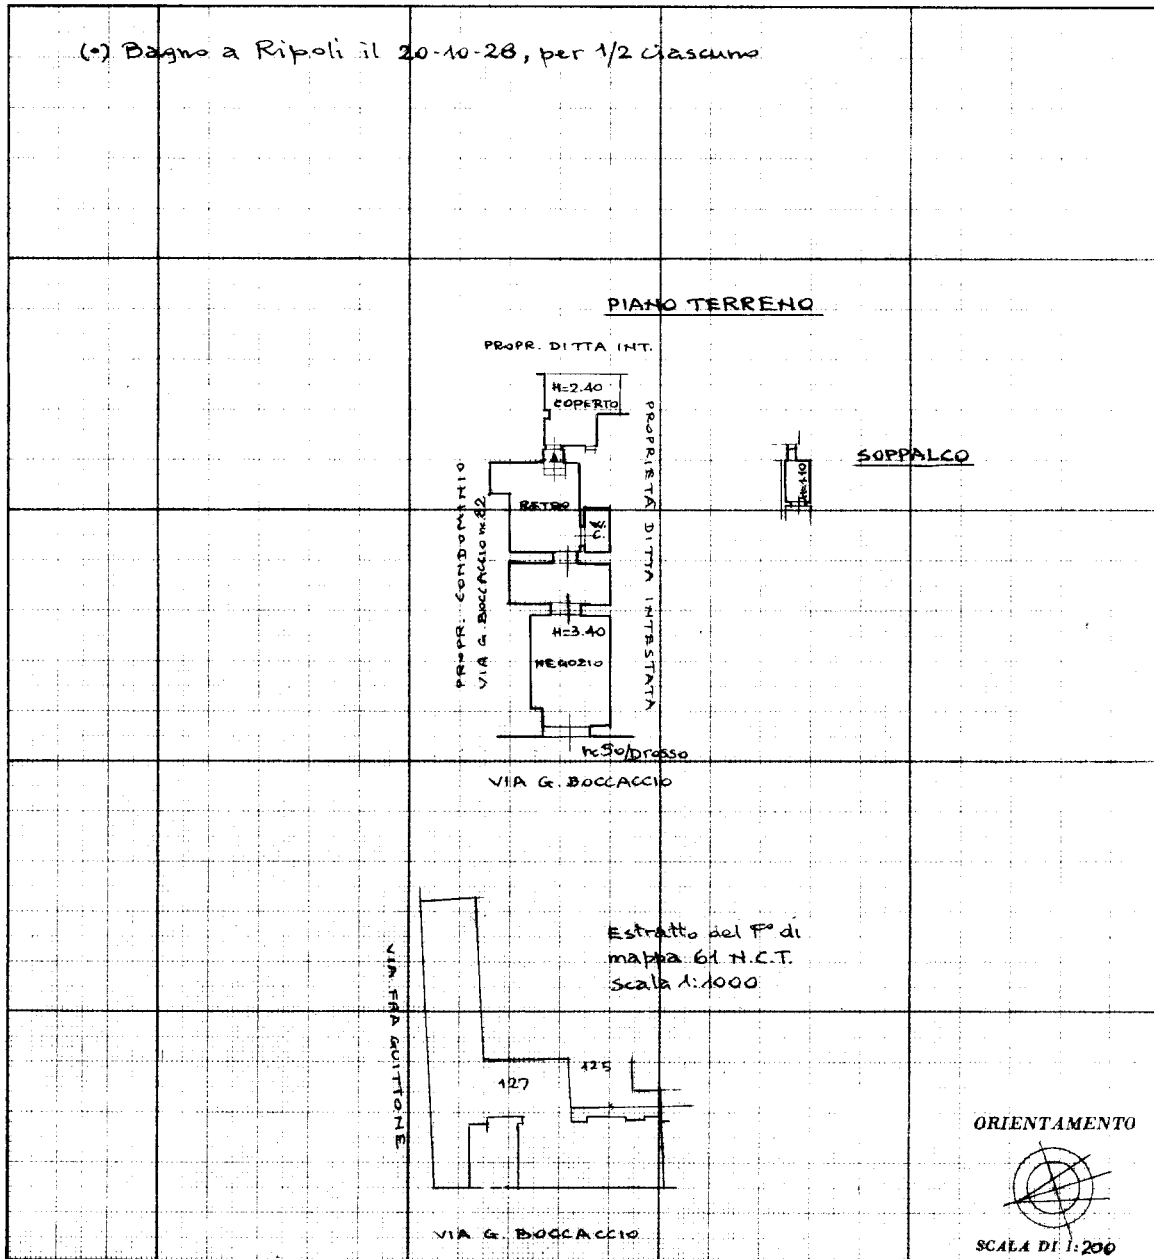 (•) Bagno a Ripoli il 20-10-28, per 1/2 ciascuno
PIANO TERRENO
PROPR. DITTA INT.
H=2.40
COPERTO
PROPRIETÀ DITTA INTESTATA
SOPPALCO
H=1.10
PROPR. CONDOMINIO
VIA G. BOCCACCIO n.82
RETRO
W.
C.
H=3.40
NEGOZIO
VIA G. BOCCACCIO
Estratto del F° di
mappa 61 N.C.T.
scala 1:1000
VIA FRA GUITTONE
127
125
VIA G. BOCCACCIO
ORIENTAMENTO
SCALA DI 1:200